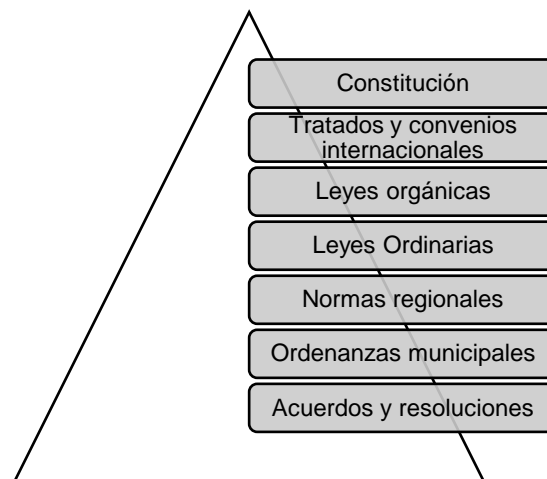 Constitución
Tratados y convenios
internacionales
Leyes orgánicas
Leyes Ordinarias
Normas regionales
Ordenanzas municipales
Acuerdos y resoluciones